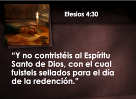 Efesios 4:30
"Y no contristéis al Espíritu
Santo de Dios, con el cual
fuisteis sellados para el día
de la redención."